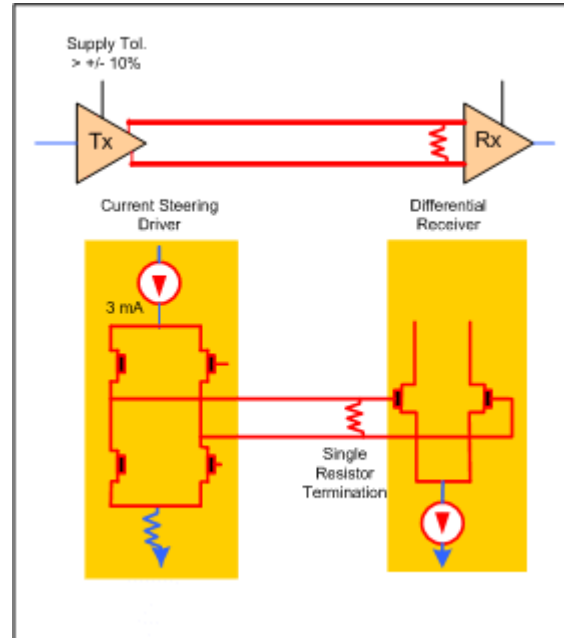 Supply Tol.
> +/- 10%
Tx
Rx
Current Steering
Driver
Differential
Receiver
3 mA
Single
Resistor
Termination